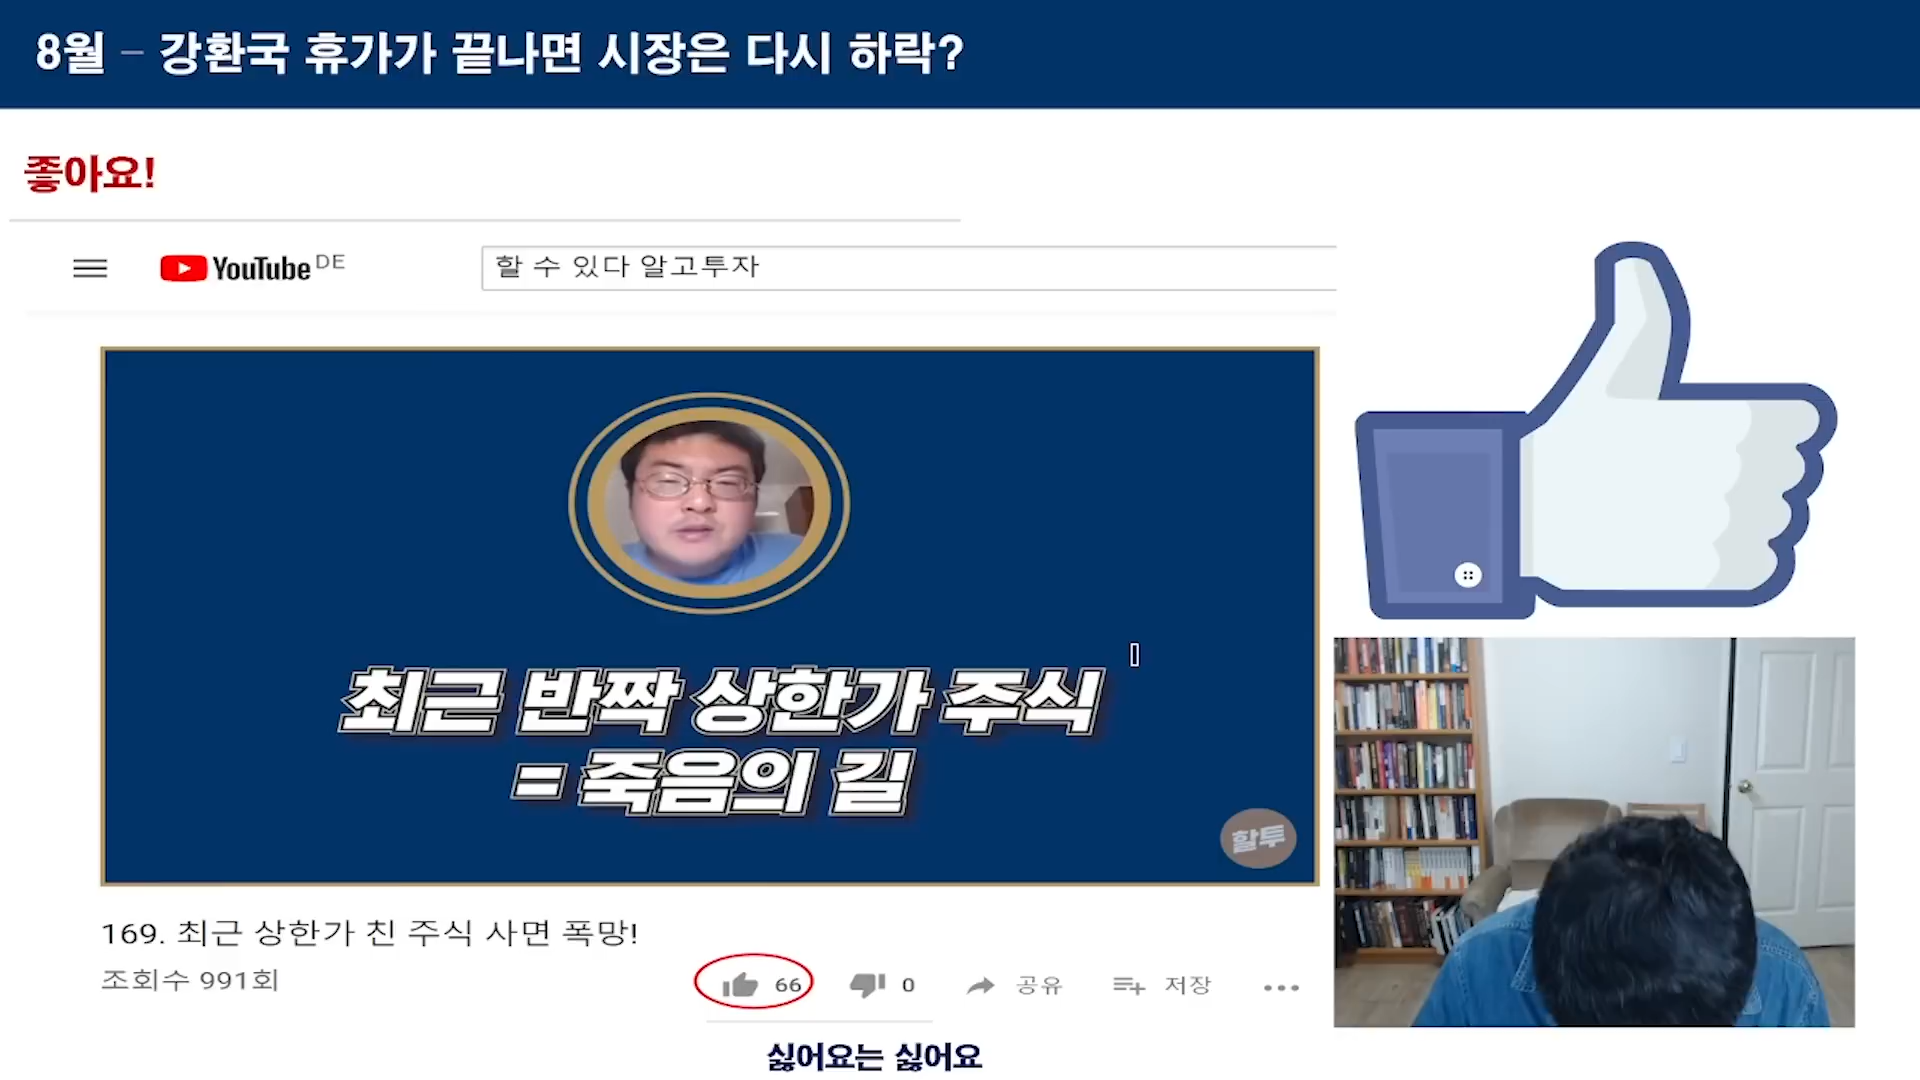 8월 – 강환국 휴가가 끝나면 시장은 다시 하락?
좋아요!
YouTube DE
할 수 있다 알고투자
최근 반짝 상한가 주식
= 죽음의 길
할투
169. 최근 상한가 친 주식 사면 폭망!
조회수 991회
66
0
공유
저장
싫어요는 싫어요